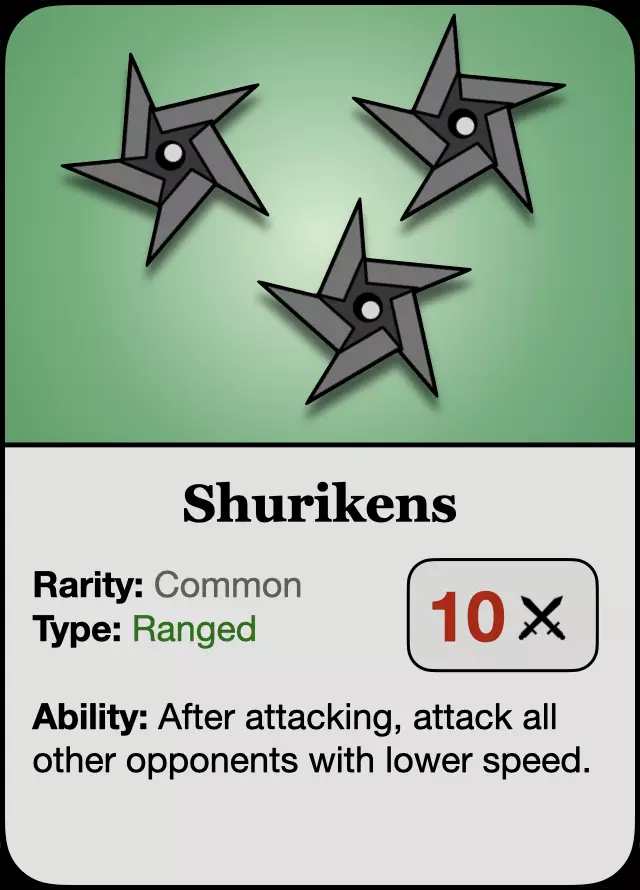 Shurikens
Rarity: Common
Type: Ranged
10
Ability: After attacking, attack all
other opponents with lower speed.